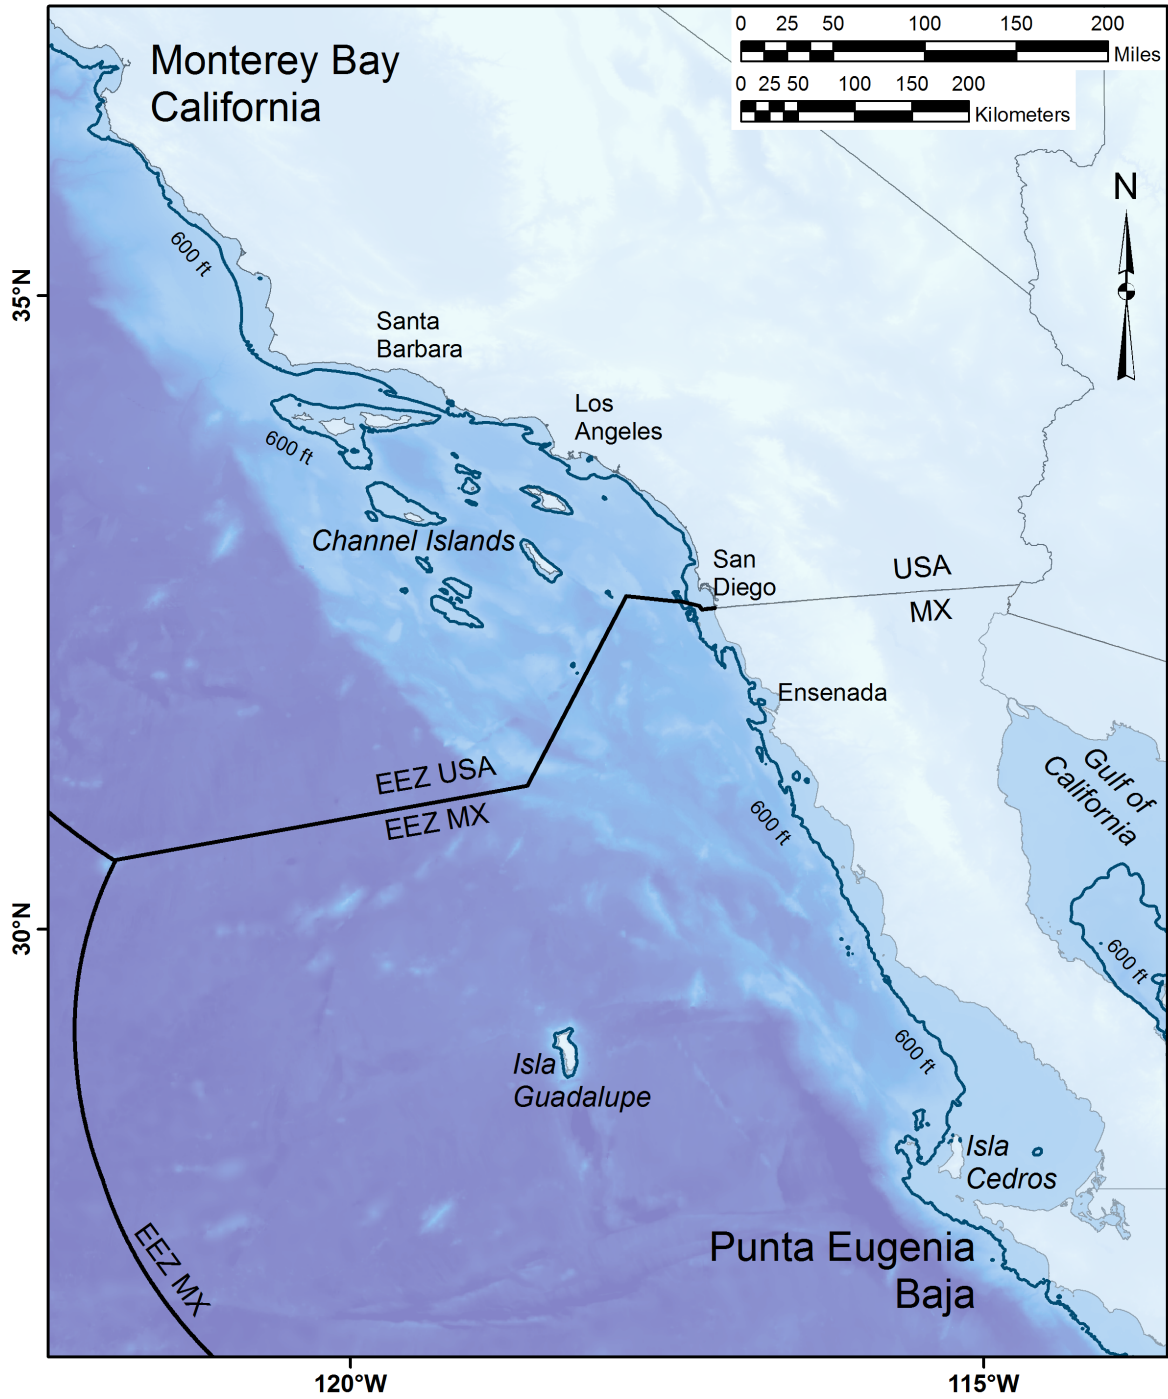 Monterey Bay
California
0 25 50 100 150 200
Miles
0 25 50 100 150 200
Kilometers
N
600 ft
35°N
Santa
Barbara
Los
Angeles
600 ft
Channel Islands
San
Diego
USA
MX
Ensenada
EEZ USA
EEZ MX
600 ft
Gulf of
California
30°N
600 ft
600 ft
Isla
Guadalupe
Isla
Cedros
EEZ MX
Punta Eugenia
Baja
120°W
115°W